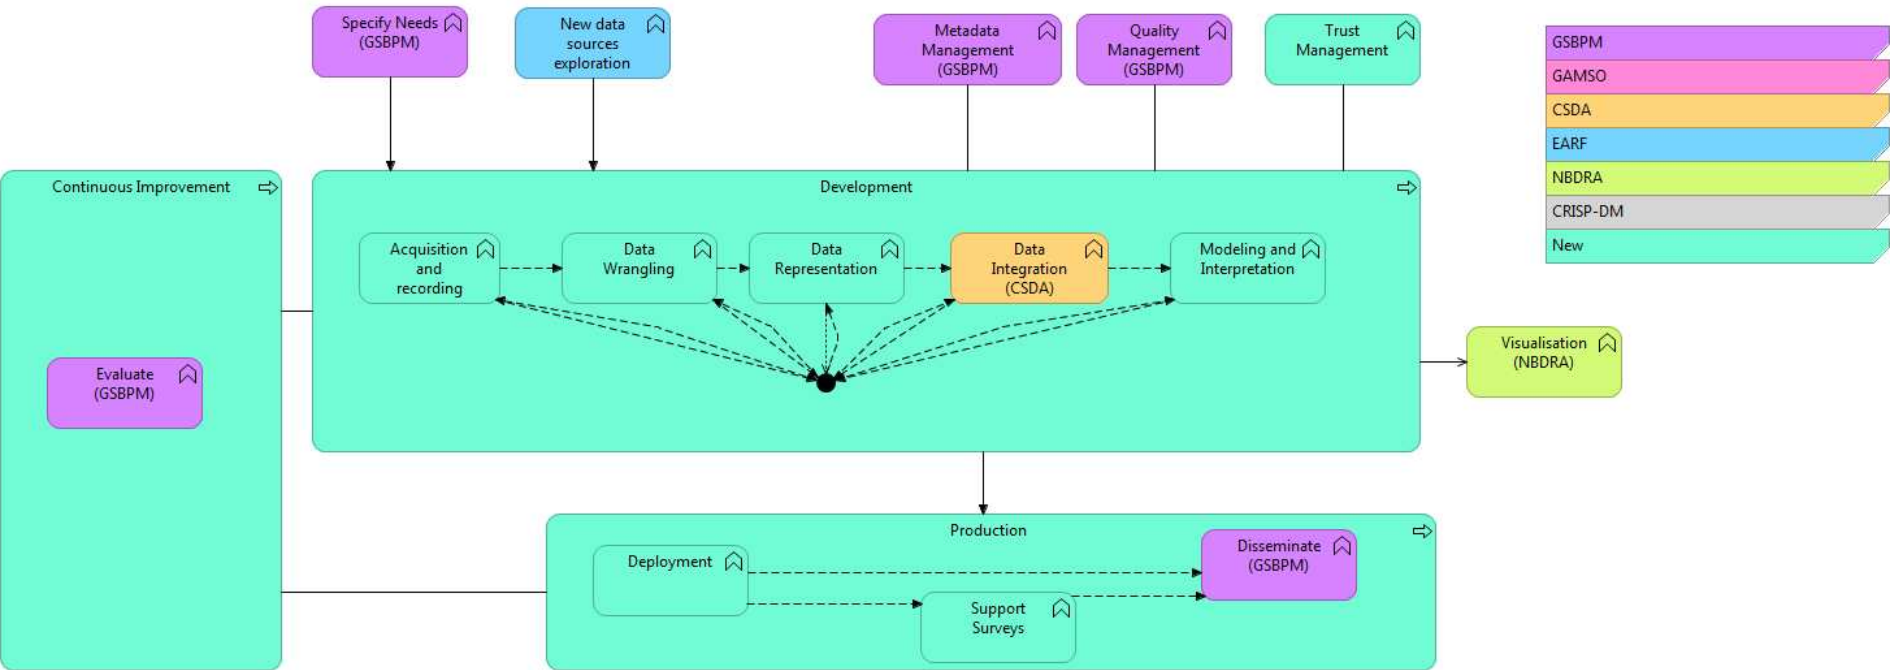 Specify Needs
(GSBPM)
New data
sources
exploration
Metadata
Management
(GSBPM)
Quality
Management
(GSBPM)
Trust
Management
GSBPM
GAMSO
CSDA
EARF
NBDRA
CRISP-DM
New
Continuous Improvement
Evaluate
(GSBPM)
Development
Acquisition
and
recording
Data
Wrangling
Data
Representation
Data
Integration
(CSDA)
Modeling and
Interpretation
Visualisation
(NBDRA)
Production
Deployment
Support
Surveys
Disseminate
(GSBPM)